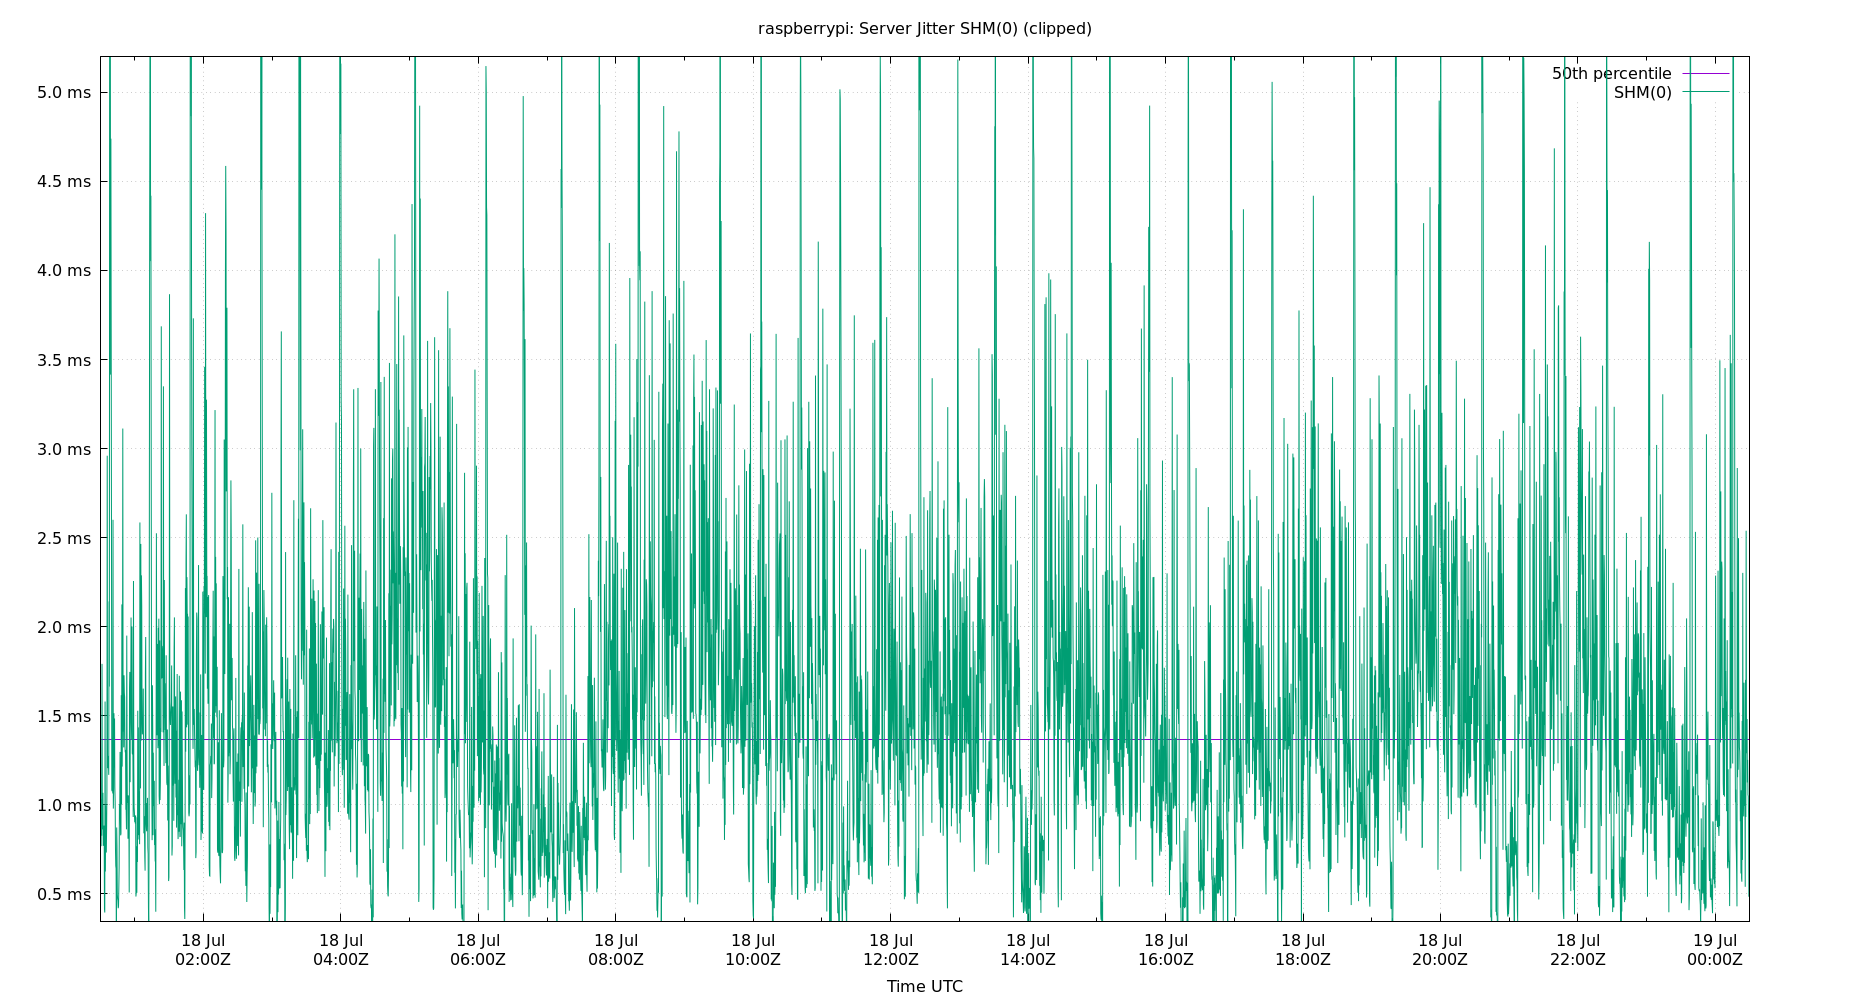 raspberrypi: Server Jitter SHM(0) (clipped)
50th percentile
SHM(0)
5.0 ms
4.5 ms
4.0 ms
3.5 ms
3.0 ms
2.5 ms
2.0 ms
1.5 ms
1.0 ms
0.5 ms
18 Jul 18 Jul 18 Jul 18 Jul 18 Jul 18 Jul 18 Jul 18 Jul 18 Jul 18 Jul 18 Jul 19 Jul
02:00Z 04:00Z 06:00Z 08:00Z 10:00Z 12:00Z 14:00Z 16:00Z 18:00Z 20:00Z 22:00Z 00:00Z
Time UTC